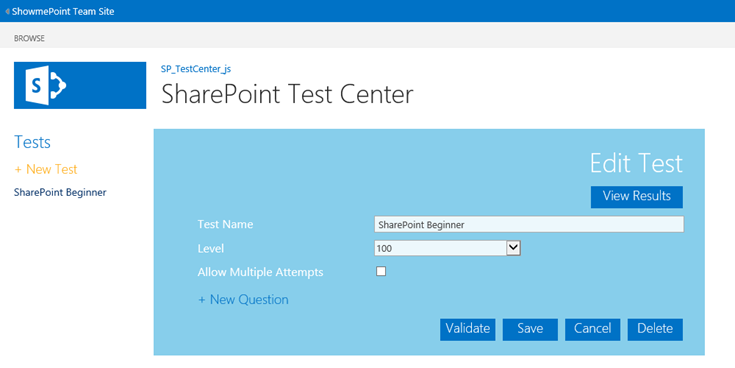 ShowmePoint Team Site
BROWSE
S
SP_TestCenter_js
SharePoint Test Center
Tests
+ New Test
SharePoint Beginner
Edit Test
View Results
Test Name SharePoint Beginner
Level 100
Allow Multiple Attempts
+ New Question
Validate Save Cancel Delete